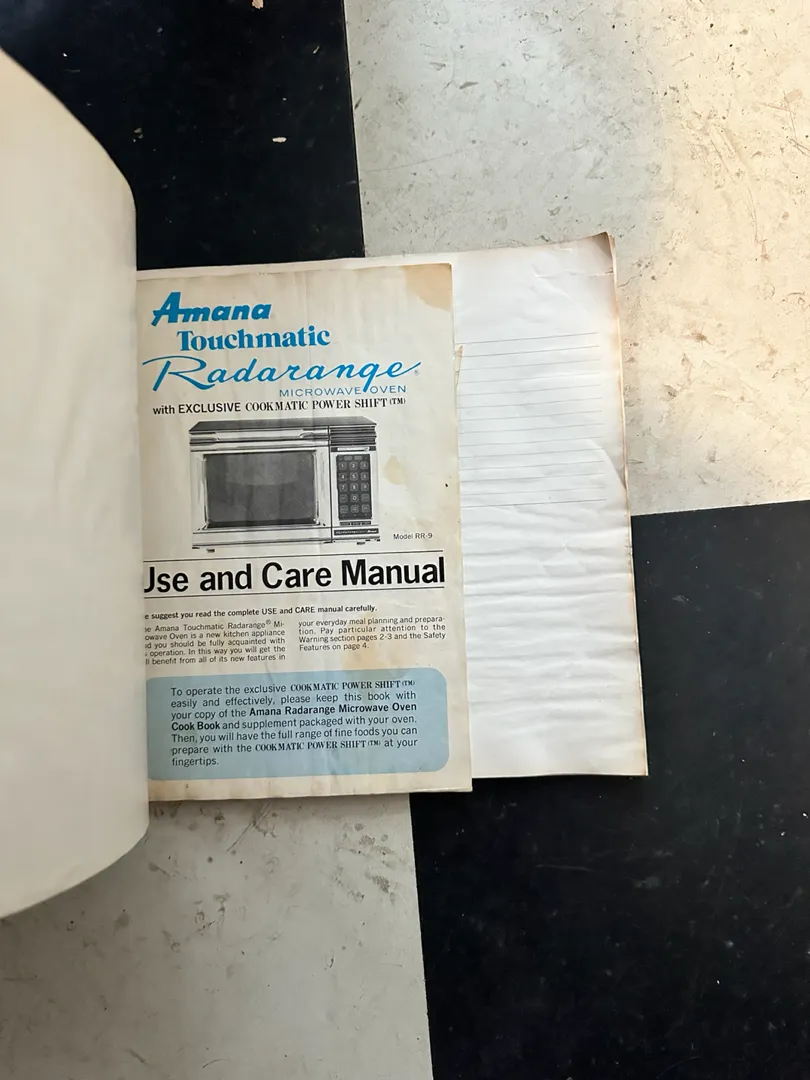 Amana
Touchmatic
Radarange®
MICROWAVE OVEN
with EXCLUSIVE COOKMATIC POWER SHIFT (TM)
Model RR-9
Use and Care Manual
e suggest you read the complete USE and CARE manual carefully.
e Amana Touchmatic Radarange® Mi-
owave Oven is a new kitchen appliance
d you should be fully acquainted with
operation. In this way you will get the
ll benefit from all of its new features in
your everyday meal planning and prepara-
tion. Pay particular attention to the
Warning section pages 2-3 and the Safety
Features on page 4.
To operate the exclusive COOKMATIC POWER SHIFT (TM)
easily and effectively, please keep this book with
your copy of the Amana Radarange Microwave Oven
Cook Book and supplement packaged with your oven.
Then, you will have the full range of fine foods you can
prepare with the COOKMATIC POWER SHIFT (TM) at your
fingertips.